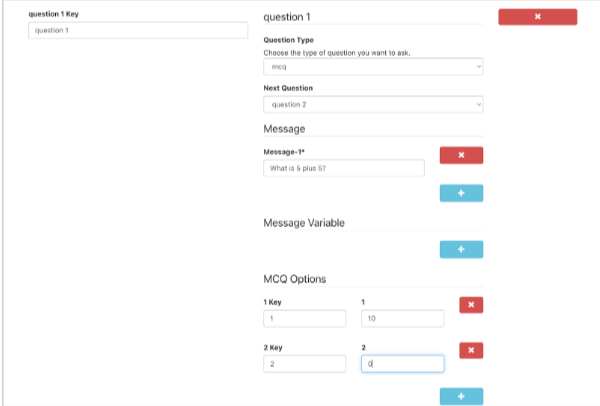 question 1 Key
question 1
question 1
Question Type
Choose the type of question you want to ask.
mcq
Next Question
question 2
Message
Message-1*
What is 5 plus 5?
Message Variable
MCQ Options
1 Key
1
1
10
2 Key
2
2
0